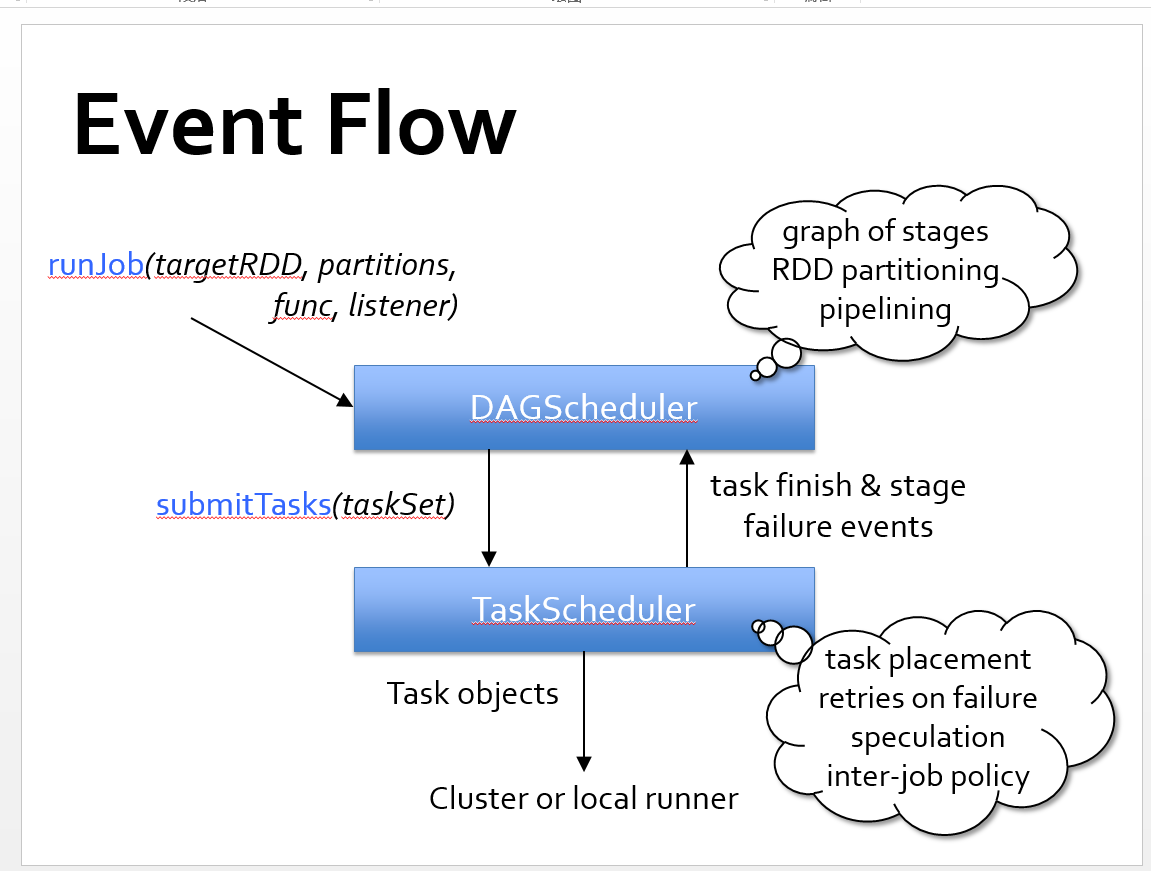 Event Flow
runJob(targetRDD, partitions,
func, listener)
graph of stages
RDD partitioning
pipelining
DAGScheduler
submitTasks(taskSet)
task finish & stage
failure events
TaskScheduler
Task objects
task placement
retries on failure
speculation
inter-job policy
Cluster or local runner